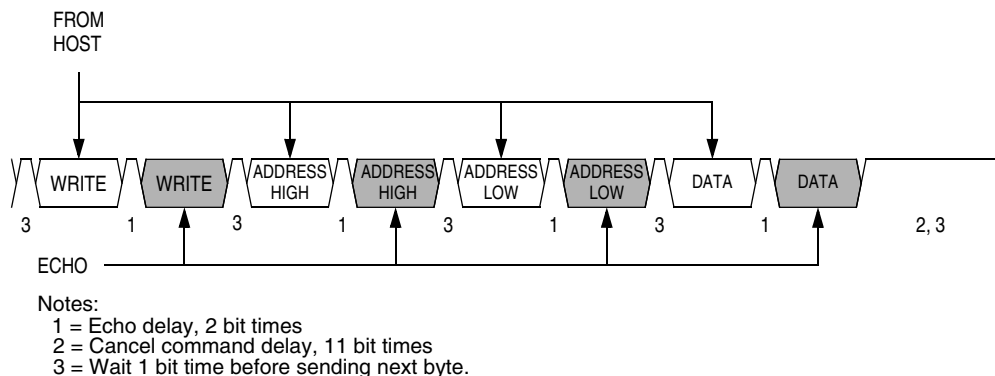 FROM
HOST
WRITE
WRITE
ADDRESS
HIGH
ADDRESS
HIGH
ADDRESS
LOW
ADDRESS
LOW
DATA
DATA
3 1 3 1 3 1 3 1 2, 3
ECHO
Notes:
1 = Echo delay, 2 bit times
2 = Cancel command delay, 11 bit times
3 = Wait 1 bit time before sending next byte.